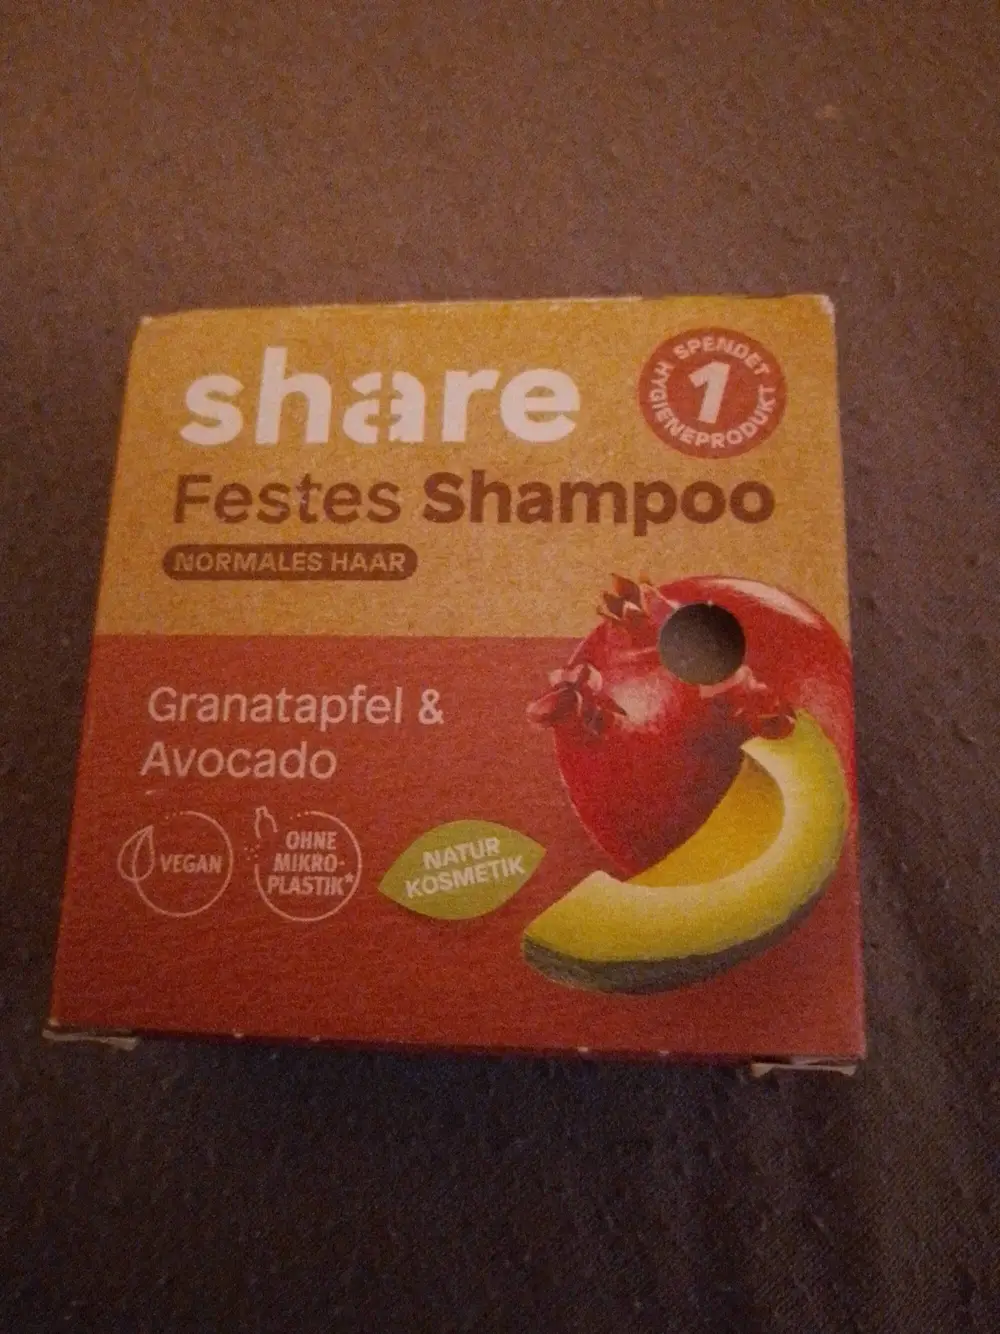 share
SPENDET
1
HYGIENEPRODUKT
Festes Shampoo
NORMALES HAAR
Granatapfel &
Avocado
VEGAN
OHNE
MIKRO-
PLASTIK*
NATUR
KOSMETIK